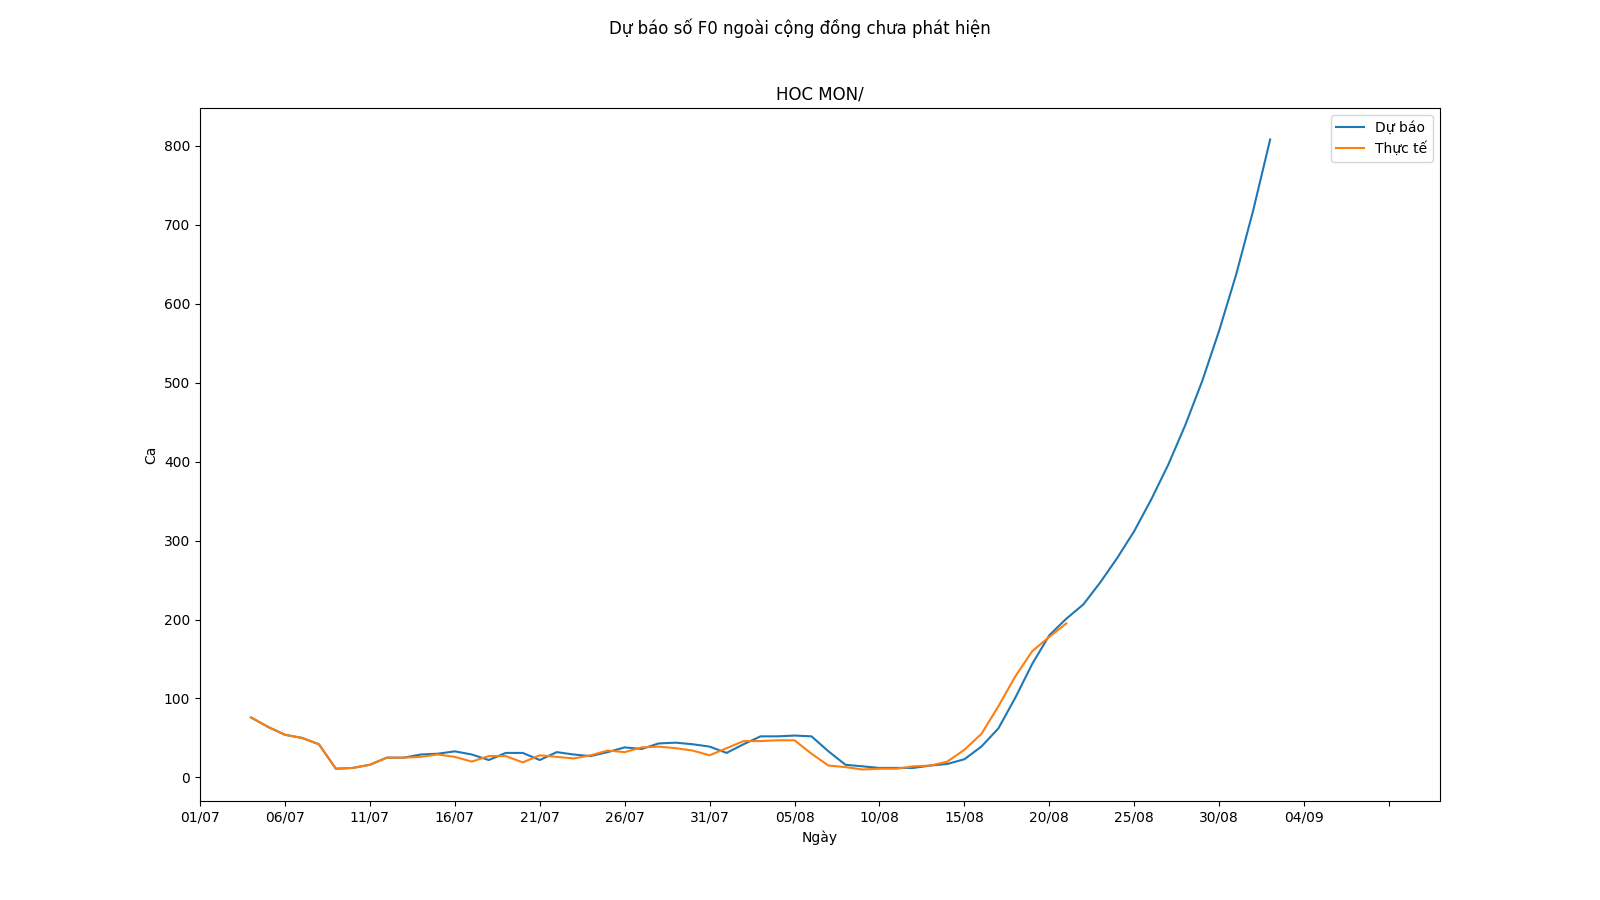 Dự báo số F0 ngoài cộng đồng chưa phát hiện
HOC MON/
Dự báo
Thực tế
800
700
600
500
400
300
200
100
0
Ca
01/07 06/07 11/07 16/07 21/07 26/07 31/07 05/08 10/08 15/08 20/08 25/08 30/08 04/09
Ngày